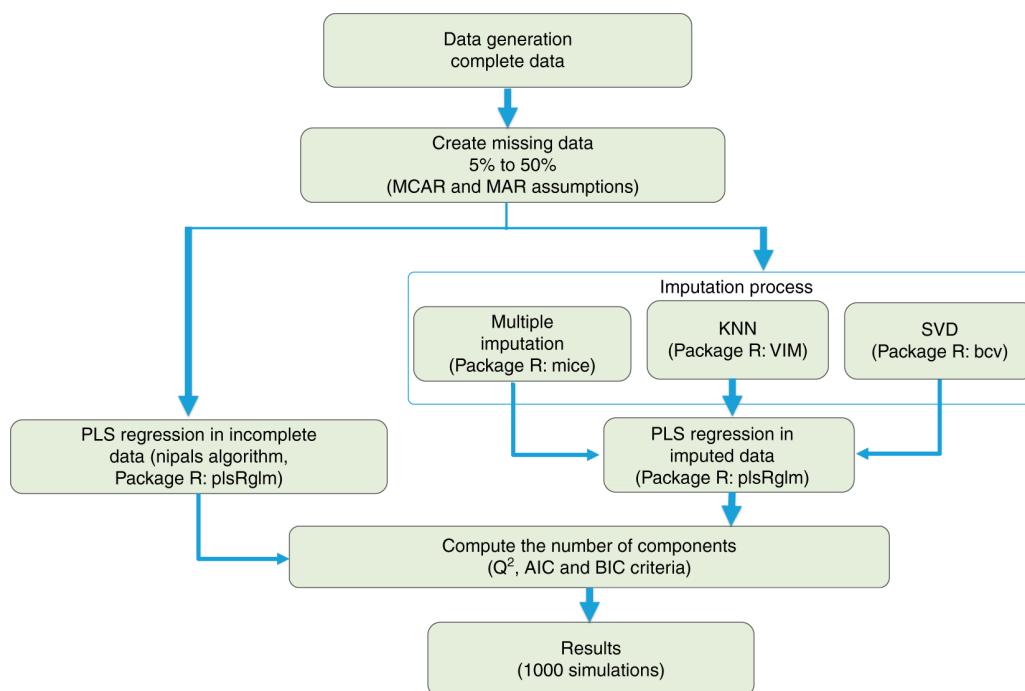 Data generation
complete data
Create missing data
5% to 50%
(MCAR and MAR assumptions)
Imputation process
Multiple
imputation
(Package R: mice)
KNN
(Package R: VIM)
SVD
(Package R: bcv)
PLS regression in incomplete
data (nipals algorithm,
Package R: plsRglm)
PLS regression in
imputed data
(Package R: plsRglm)
Compute the number of components
(Q², AIC and BIC criteria)
Results
(1000 simulations)